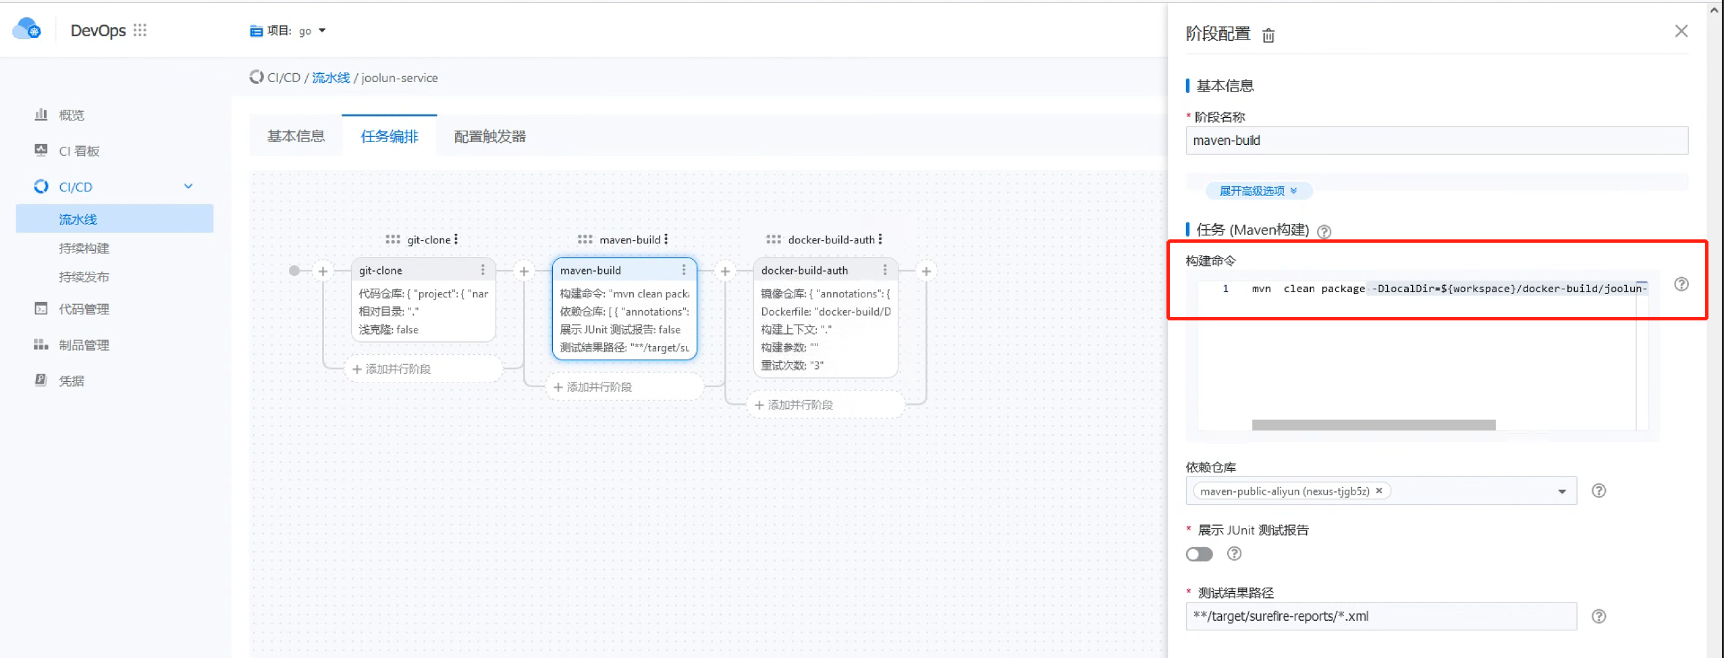 DevOps
项目: go
CI/CD / 流水线 / joolun-service
概览
CI 看板
CI/CD
流水线
持续构建
持续发布
代码管理
制品管理
凭据
基本信息
任务编排
配置触发器
git-clone
maven-build
docker-build-auth
git-clone
代码仓库: { "project": { "nar
相对目录: "."
浅克隆: false
+ 添加并行阶段
maven-build
构建命令: "mvn clean packa
依赖仓库: [ { "annotations":
展示 JUnit 测试报告: false
测试结果路径: "**/target/su
+ 添加并行阶段
docker-build-auth
镜像仓库: { "annotations": {
Dockerfile: "docker-build/D
构建上下文: "."
构建参数: ""
重试次数: "3"
+ 添加并行阶段
阶段配置
基本信息
* 阶段名称
maven-build
展开高级选项
任务 (Maven构建)
构建命令
1 mvn  clean package -DlocalDir=${workspace}/docker-build/joolun-
依赖仓库
maven-public-aliyun (nexus-tjgb5z) ×
* 展示 JUnit 测试报告
* 测试结果路径
**/target/surefire-reports/*.xml